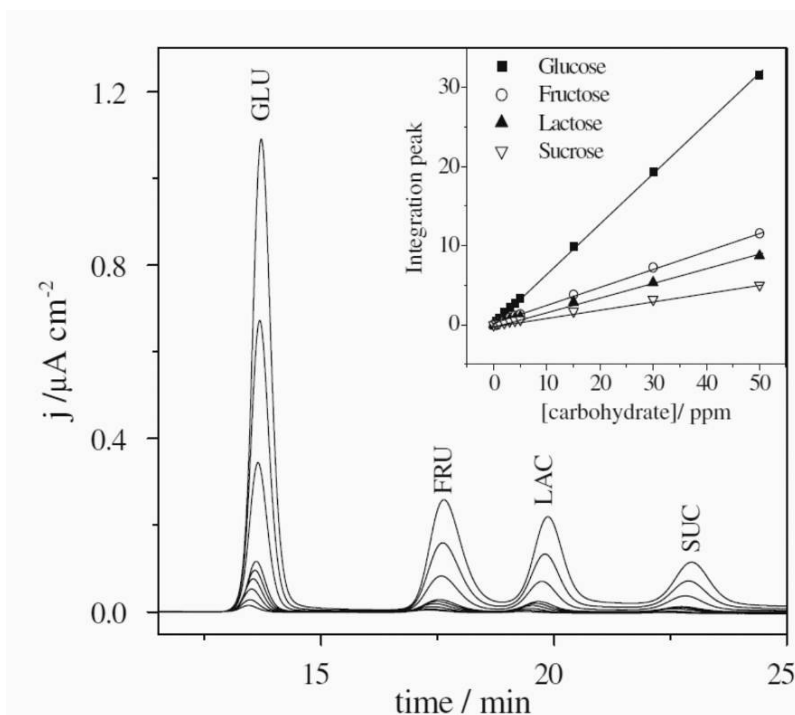 GLU
FRU
LAC
SUC
1.2
0.8
0.4
0.0
j /µA cm-2
15
20
25
time / min
Glucose
Fructose
Lactose
Sucrose
Integration peak
30
20
10
0
0
10
20
30
40
50
[carbohydrate]/ ppm